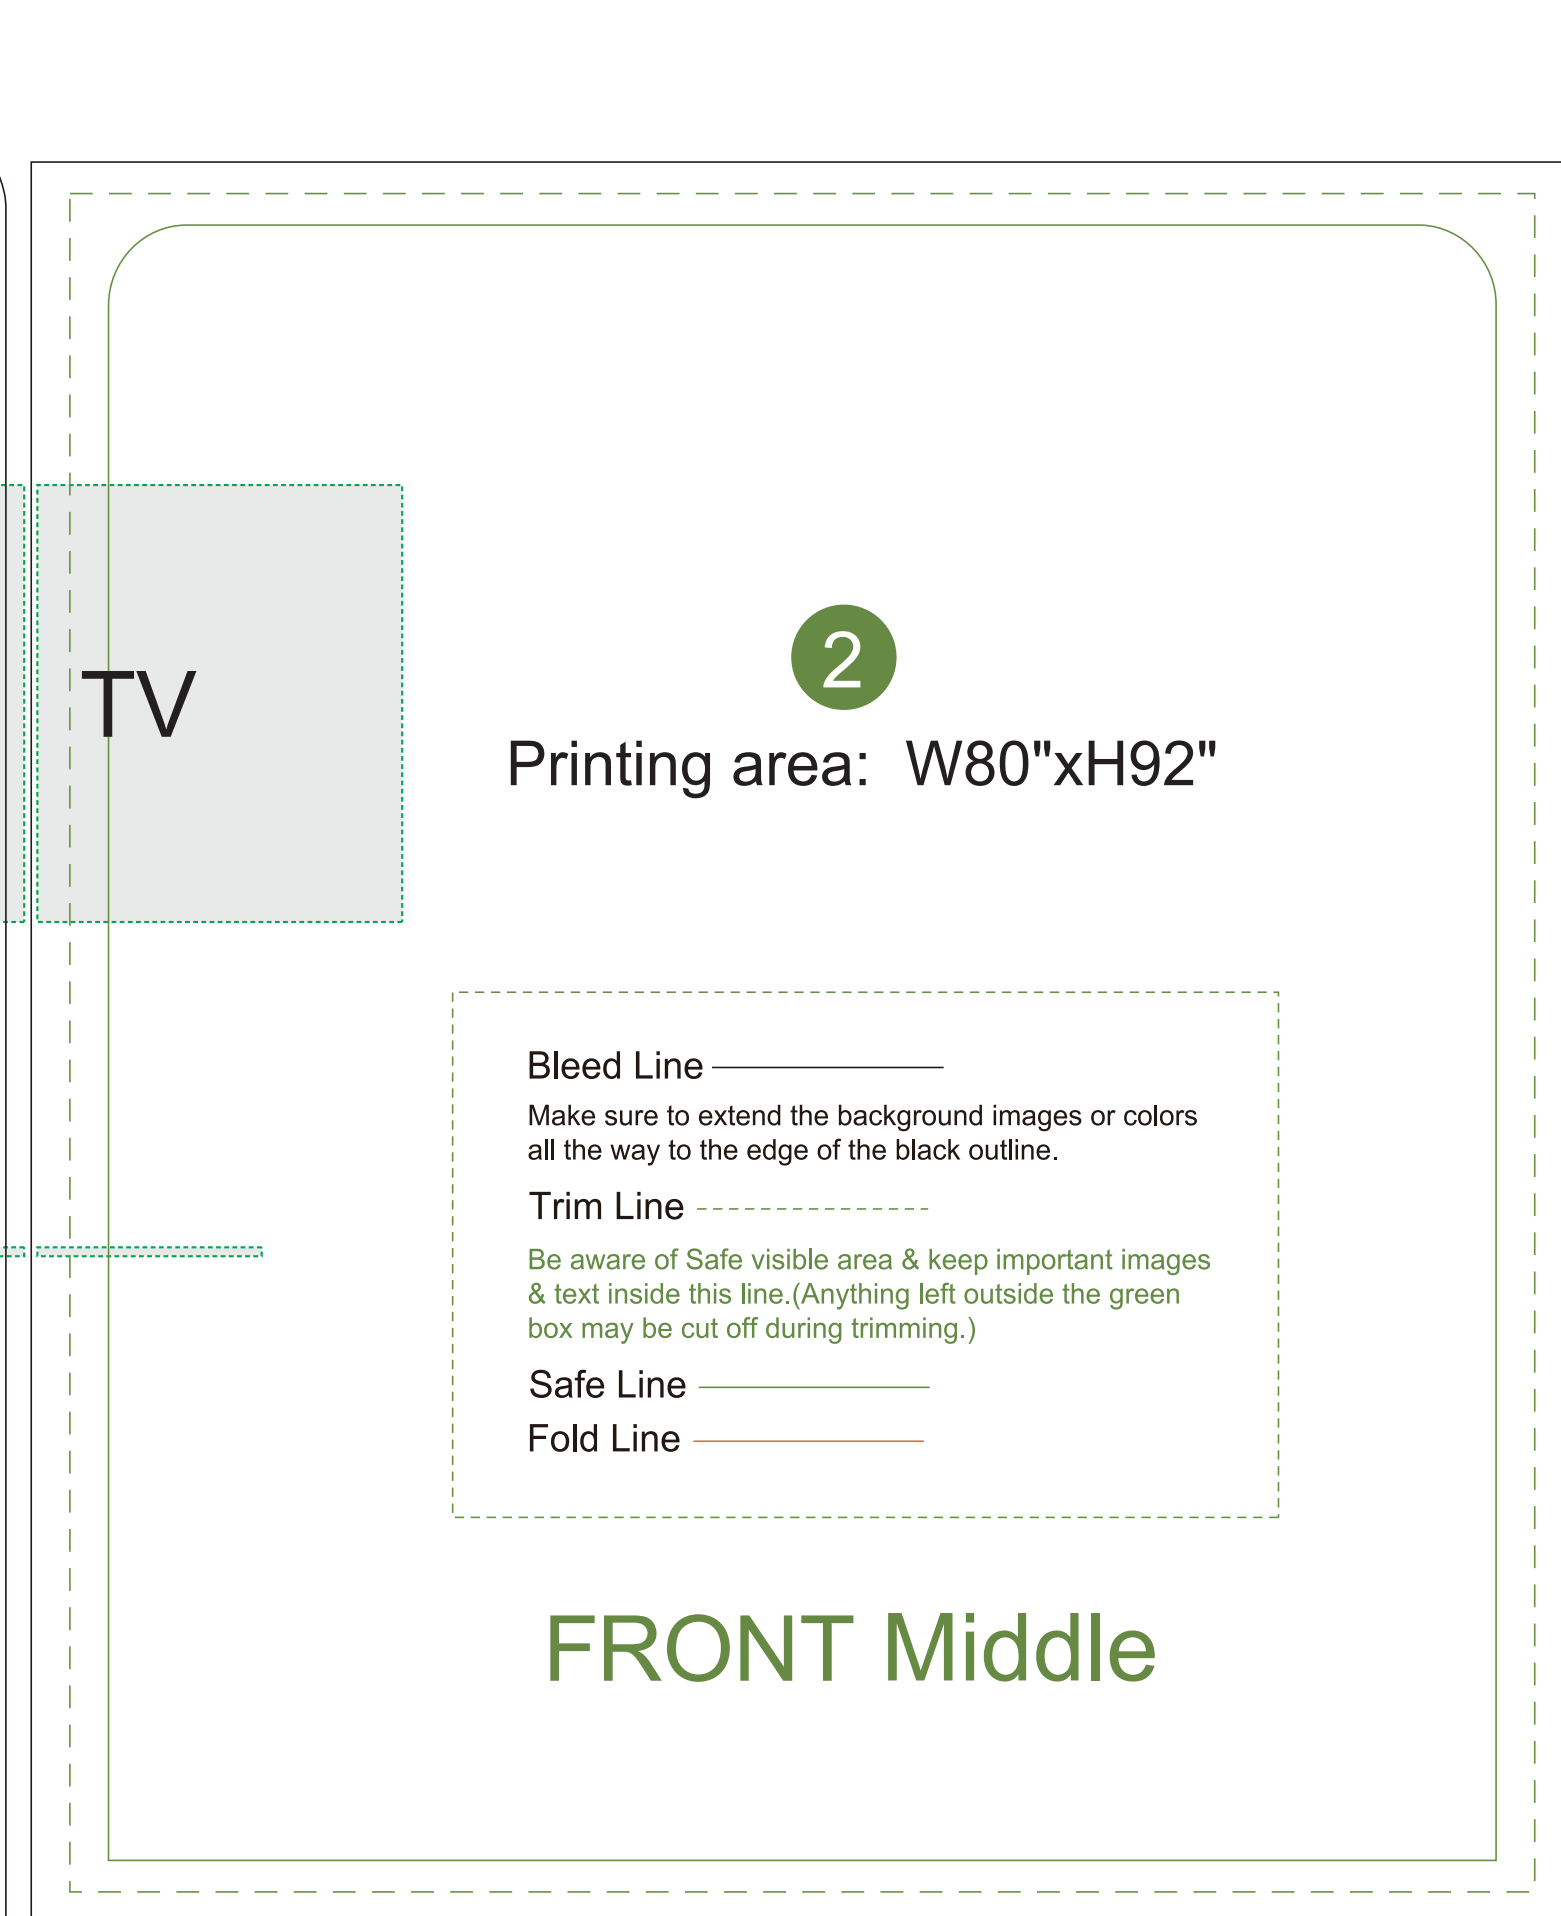 TV
2
Printing area:  W80"xH92"
Bleed Line
Make sure to extend the background images or colors
all the way to the edge of the black outline.
Trim Line
Be aware of Safe visible area & keep important images
& text inside this line.(Anything left outside the green
box may be cut off during trimming.)
Safe Line
Fold Line
FRONT Middle